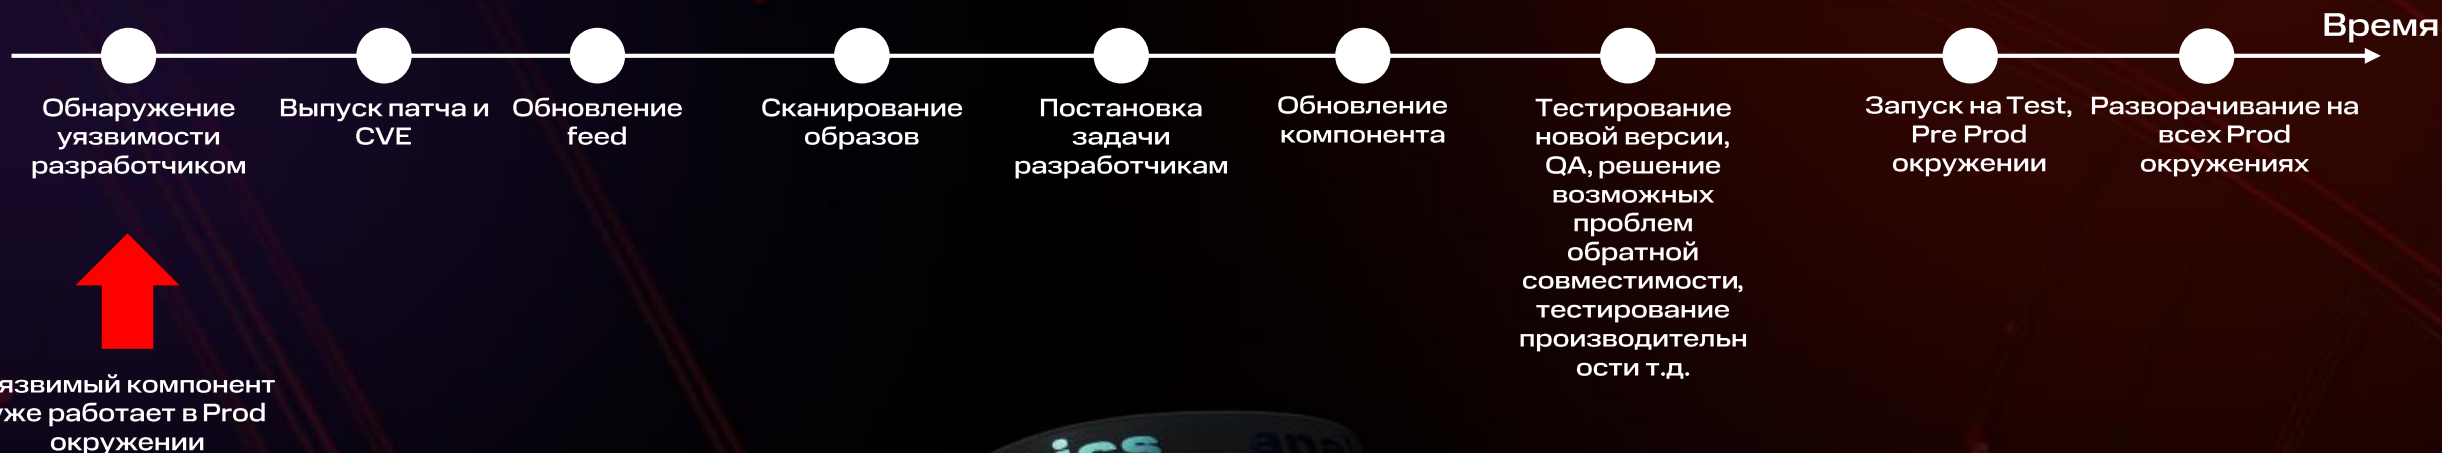 Время
Обнаружение
уязвимости
разработчиком
Выпуск патча и
CVE
Обновление
feed
Сканирование
образов
Постановка
задачи
разработчикам
Обновление
компонента
Тестирование
новой версии,
QA, решение
возможных
проблем
обратной
совместимости,
тестирование
производительн
ости т.д.
Запуск на Test,
Pre Prod
окружении
Разворачивание на
всех Prod
окружениях
язвимый компонент
уже работает в Prod
окружении
ics